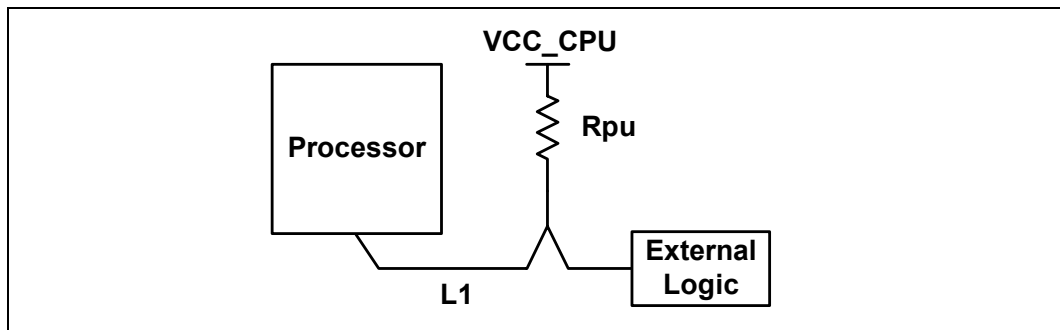 VCC_CPU
Processor
Rpu
External
Logic
L1